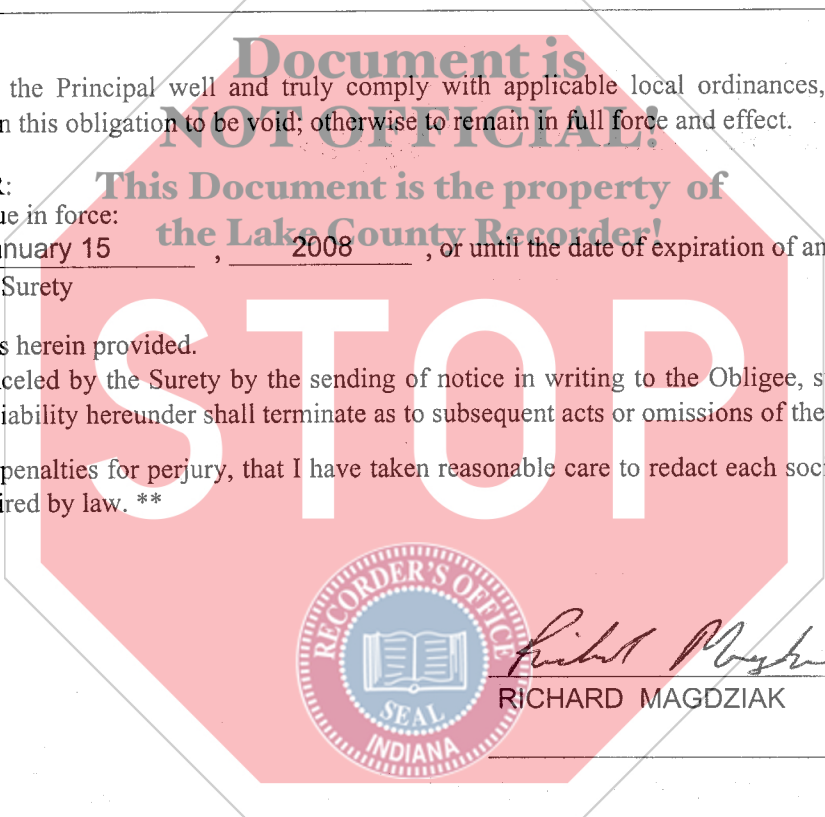 Document is
the Principal well and truly comply with applicable local ordinances,
NOT OFFICIAL!
n this obligation to be void; otherwise to remain in full force and effect.
This Document is the property of
R:
ue in force:
the Lake County Recorder!
nuary 15 , 2008 , or until the date of expiration of an
Surety
STOP
s herein provided.
celed by the Surety by the sending of notice in writing to the Obligee, s
iability hereunder shall terminate as to subsequent acts or omissions of the
penalties for perjury, that I have taken reasonable care to redact each soci
ired by law. **
RECORDER'S OFFICE
SEAL
INDIANA
Richard Magdziak
RICHARD MAGDZIAK